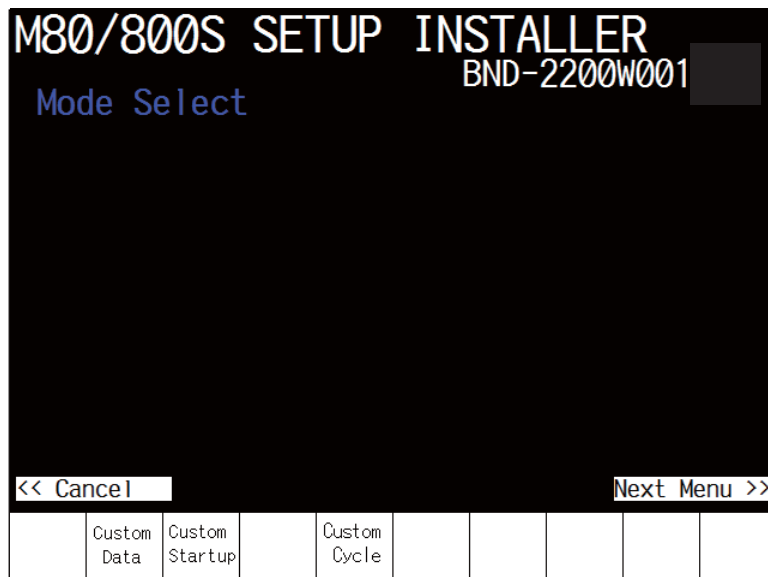 M80/800S SETUP INSTALLER
BND-2200W001
Mode Select
<< Cancel
Next Menu >>
Custom Data
Custom Startup
Custom Cycle